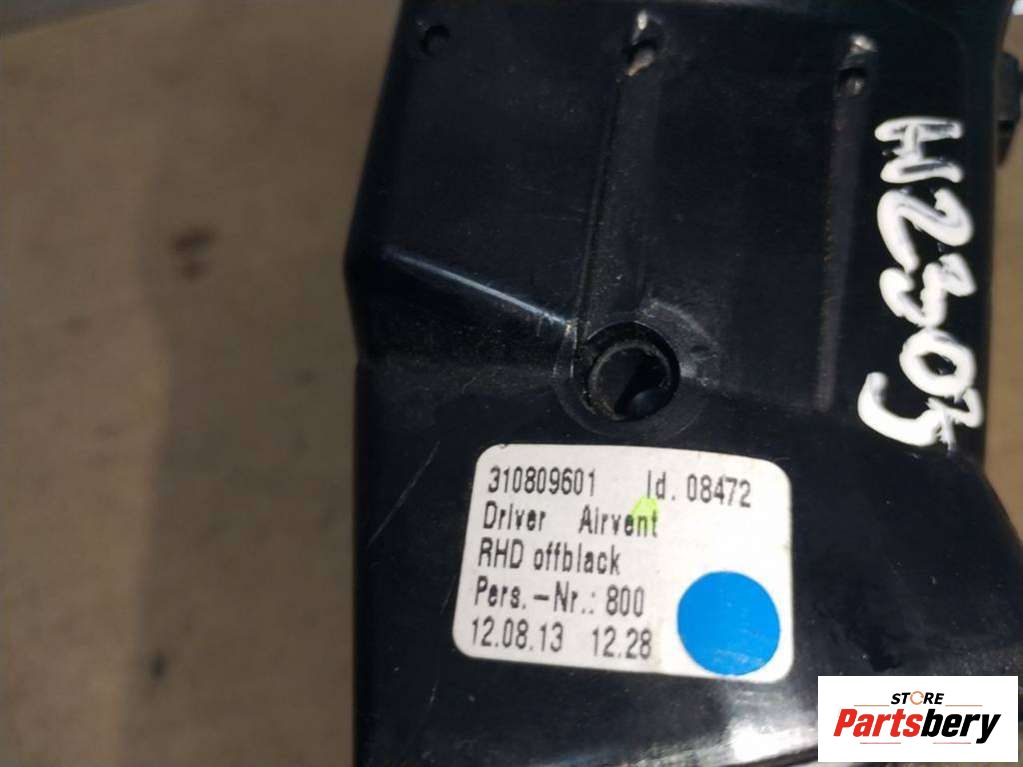 H2303
310809601 Id. 08472
Driver Airvent
RHD offblack
Pers.-Nr.: 800
12.08.13 12.28
STORE
Partsbery